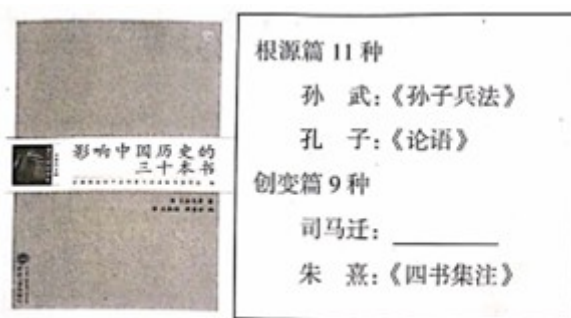 影响中国历史的
三十本书
根源篇 11 种
孙 武：《孙子兵法》
孔 子：《论语》
创变篇 9 种
司马迁：
朱 熹：《四书集注》